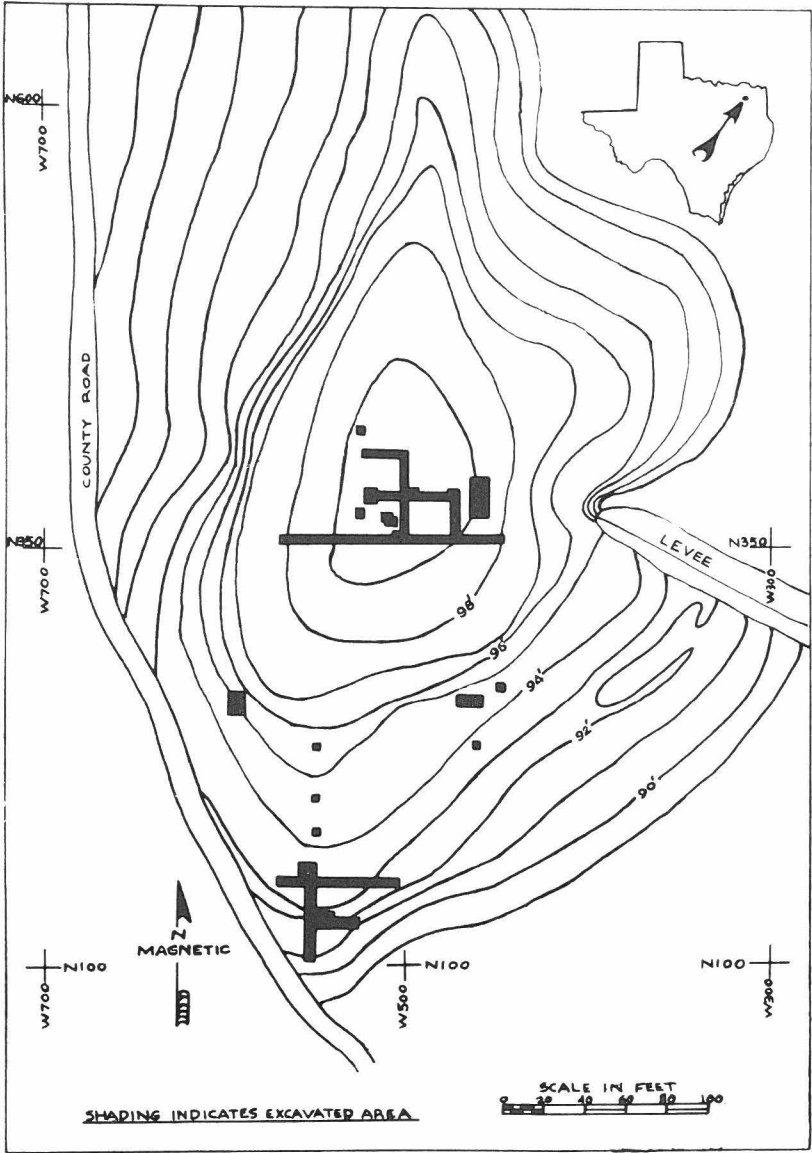 N600
W700
COUNTY ROAD
N350
W700
LEVEE
N350
W300
98'
96'
94'
92'
90'
N
MAGNETIC
N100
W700
N100
W500
N100
W300
SHADING INDICATES EXCAVATED AREA
SCALE IN FEET
0 20 40 60 80 100